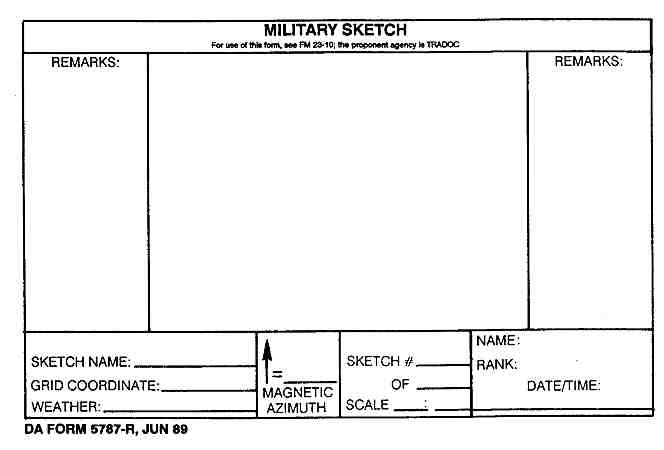 MILITARY SKETCH
For use of this form, see FM 23-10; the proponent agency is TRADOC
REMARKS:
REMARKS:
SKETCH NAME:
GRID COORDINATE:
WEATHER:
=
MAGNETIC
AZIMUTH
SKETCH #
OF
SCALE :
NAME:
RANK:
DATE/TIME:
DA FORM 5787-R, JUN 89